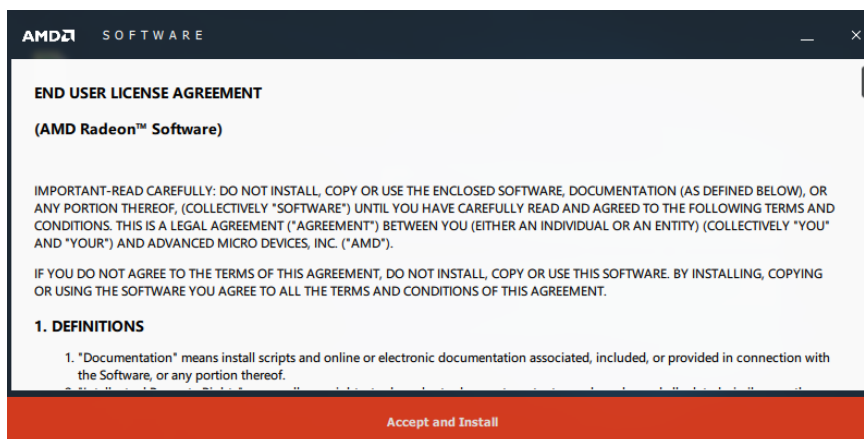 AMD SOFTWARE
END USER LICENSE AGREEMENT
(AMD Radeon™ Software)
IMPORTANT-READ CAREFULLY: DO NOT INSTALL, COPY OR USE THE ENCLOSED SOFTWARE, DOCUMENTATION (AS DEFINED BELOW), OR
ANY PORTION THEREOF, (COLLECTIVELY "SOFTWARE") UNTIL YOU HAVE CAREFULLY READ AND AGREED TO THE FOLLOWING TERMS AND
CONDITIONS. THIS IS A LEGAL AGREEMENT ("AGREEMENT") BETWEEN YOU (EITHER AN INDIVIDUAL OR AN ENTITY) (COLLECTIVELY "YOU"
AND "YOUR") AND ADVANCED MICRO DEVICES, INC. ("AMD").
IF YOU DO NOT AGREE TO THE TERMS OF THIS AGREEMENT, DO NOT INSTALL, COPY OR USE THIS SOFTWARE. BY INSTALLING, COPYING
OR USING THE SOFTWARE YOU AGREE TO ALL THE TERMS AND CONDITIONS OF THIS AGREEMENT.
1. DEFINITIONS
1. "Documentation" means install scripts and online or electronic documentation associated, included, or provided in connection with
the Software, or any portion thereof.
Accept and Install